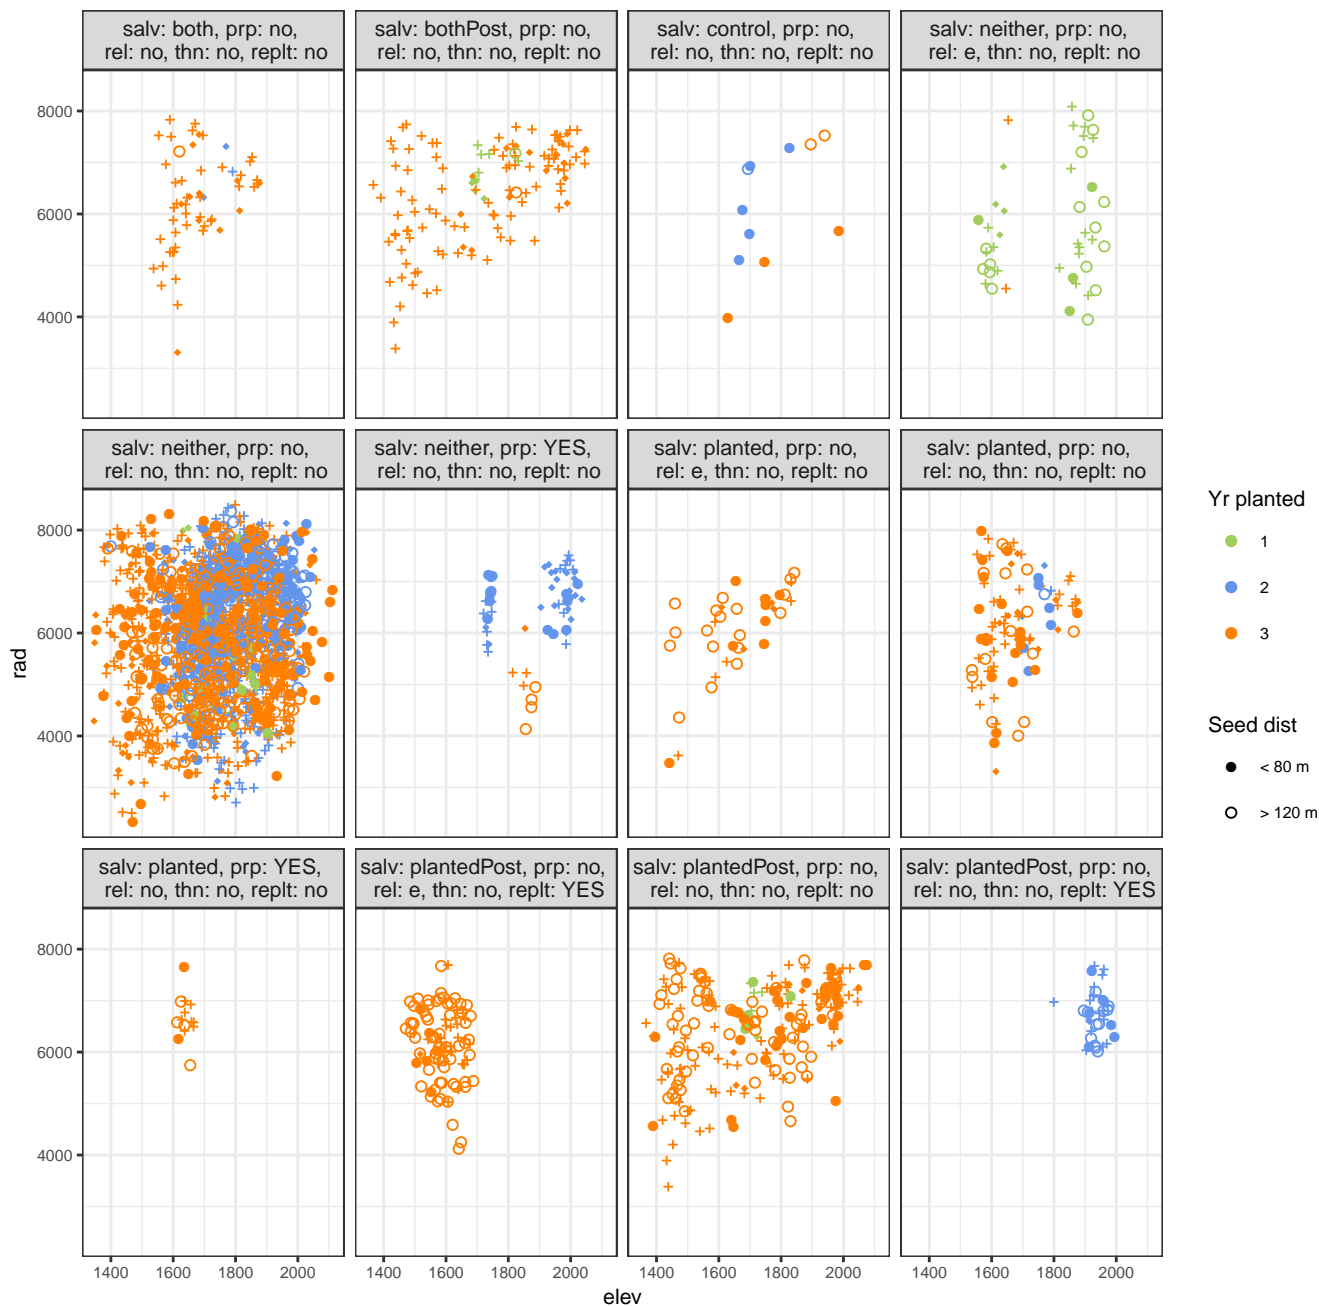 salv: both, prp: no,
rel: no, thn: no, replt: no
salv: bothPost, prp: no,
rel: no, thn: no, replt: no
salv: control, prp: no,
rel: no, thn: no, replt: no
salv: neither, prp: no,
rel: e, thn: no, replt: no
8000
6000
4000
salv: neither, prp: no,
rel: no, thn: no, replt: no
salv: neither, prp: YES,
rel: no, thn: no, replt: no
salv: planted, prp: no,
rel: e, thn: no, replt: no
salv: planted, prp: no,
rel: no, thn: no, replt: no
8000
6000
4000
rad
salv: planted, prp: YES,
rel: no, thn: no, replt: no
salv: plantedPost, prp: no,
rel: e, thn: no, replt: YES
salv: plantedPost, prp: no,
rel: no, thn: no, replt: no
salv: plantedPost, prp: no,
rel: no, thn: no, replt: YES
8000
6000
4000
1400 1600 1800 2000
1400 1600 1800 2000
1400 1600 1800 2000
1400 1600 1800 2000
elev
Yr planted
1
2
3
Seed dist
< 80 m
> 120 m